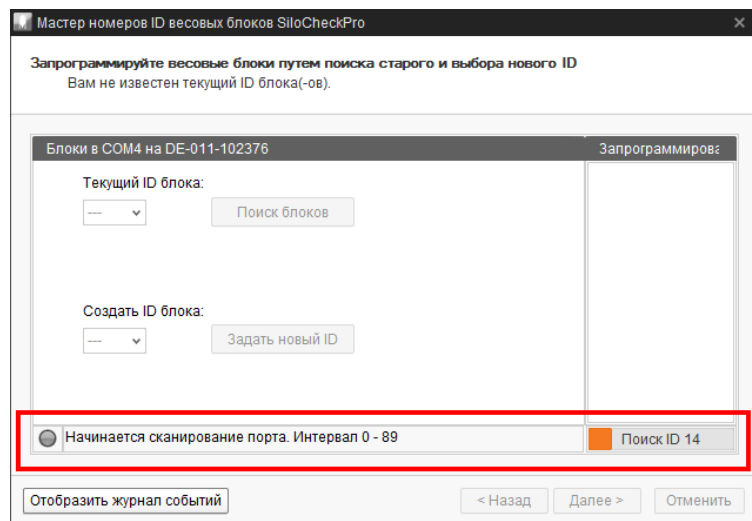 Мастер номеров ID весовых блоков SiloCheckPro
Запрограммируйте весовые блоки путем поиска старого и выбора нового ID
Вам не известен текущий ID блока(-ов).
Блоки в COM4 на DE-011-102376
Запрограммирова
Текущий ID блока:
---
Поиск блоков
Создать ID блока:
---
Задать новый ID
Начинается сканирование порта. Интервал 0 - 89
Поиск ID 14
Отобразить журнал событий
< Назад
Далее >
Отменить